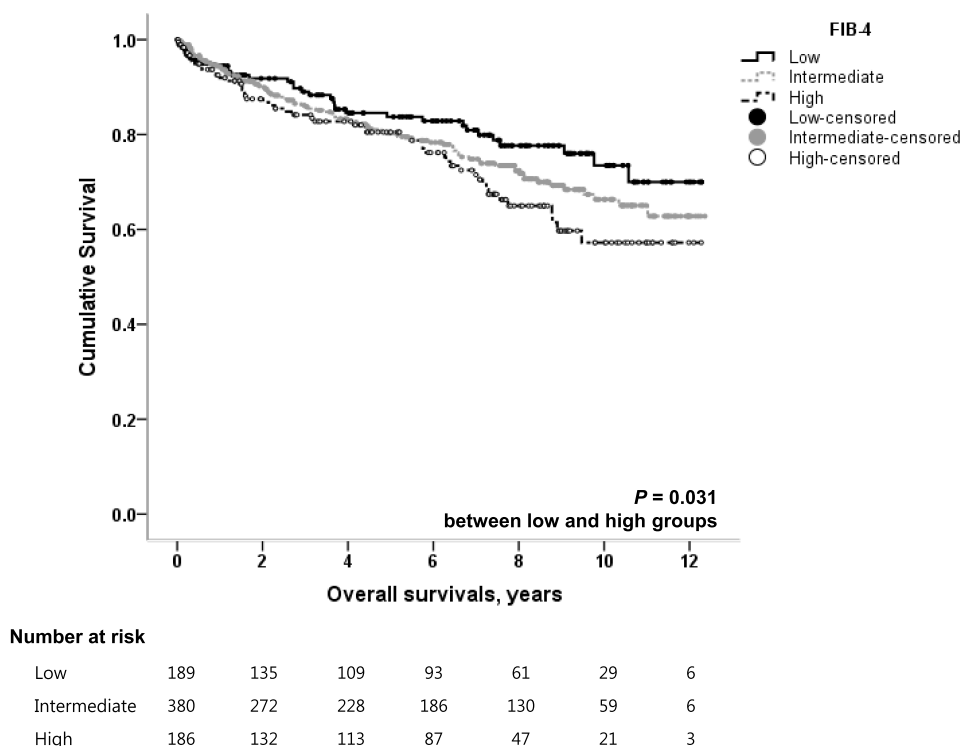 FIB-4
Low
Intermediate
High
Low-censored
Intermediate-censored
High-censored
Cumulative Survival
1.0
0.8
0.6
0.4
0.2
0.0
P = 0.031
between low and high groups
0 2 4 6 8 10 12
Overall survivals, years
Number at risk
Low 189 135 109 93 61 29 6
Intermediate 380 272 228 186 130 59 6
High 186 132 113 87 47 21 3